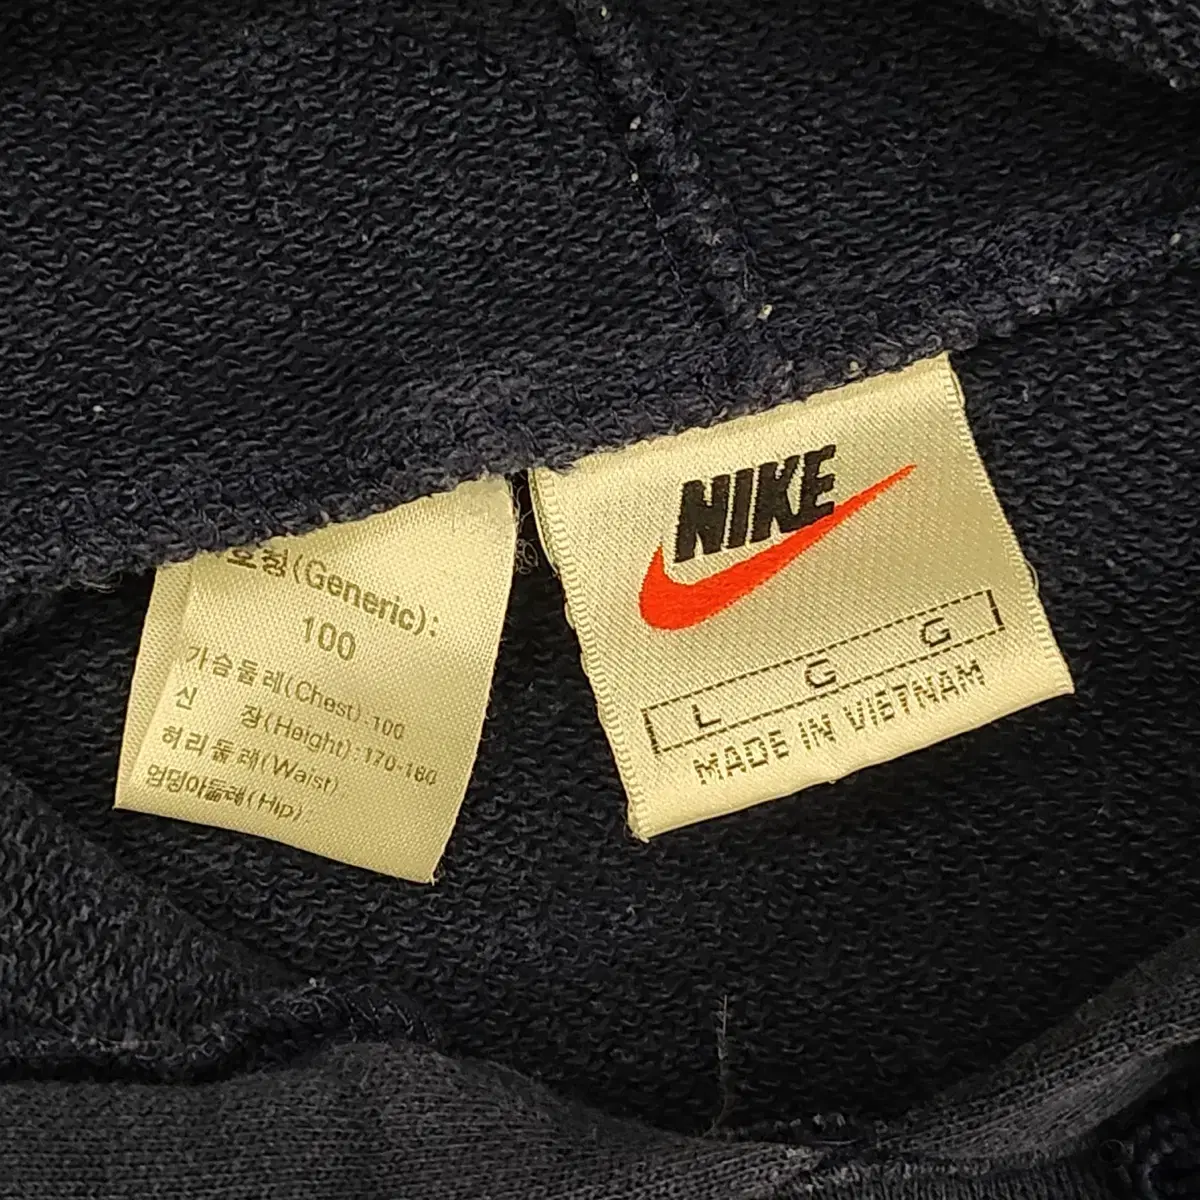 호칭(Generic):
100
가슴둘레(Chest):100
신 장(Height):170-180
허리둘레(Waist)
엉덩이둘레(Hip)
NIKE
L G G
MADE IN VIETNAM